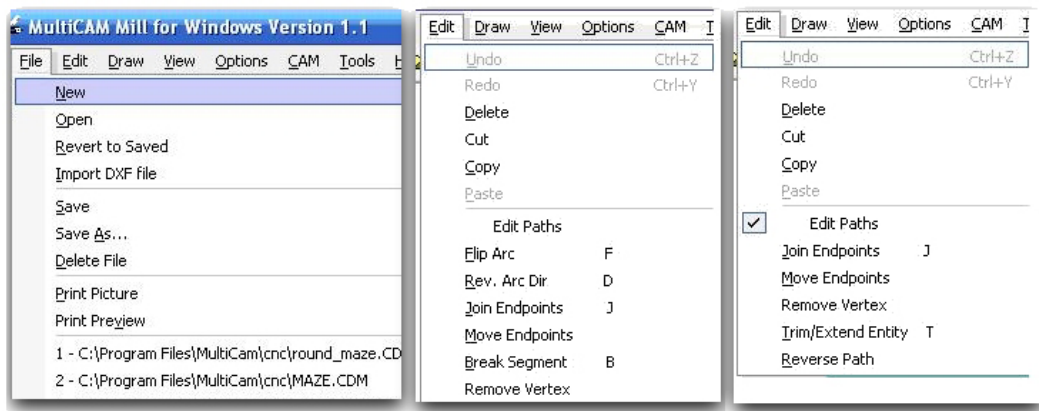 MultiCAM Mill for Windows Version 1.1
File Edit Draw View Options CAM Tools
New
Open
Revert to Saved
Import DXF file
Save
Save As...
Delete File
Print Picture
Print Preview
1 - C:\Program Files\MultiCam\cnc\round_maze.CD
2 - C:\Program Files\MultiCam\cnc\MAZE.CDM
Edit Draw View Options CAM T
Undo Ctrl+Z
Redo Ctrl+Y
Delete
Cut
Copy
Paste
Edit Paths
Flip Arc F
Rev. Arc Dir D
Join Endpoints J
Move Endpoints
Break Segment B
Remove Vertex
Edit Draw View Options CAM T
Undo Ctrl+Z
Redo Ctrl+Y
Delete
Cut
Copy
Paste
Edit Paths
Join Endpoints J
Move Endpoints
Remove Vertex
Trim/Extend Entity T
Reverse Path